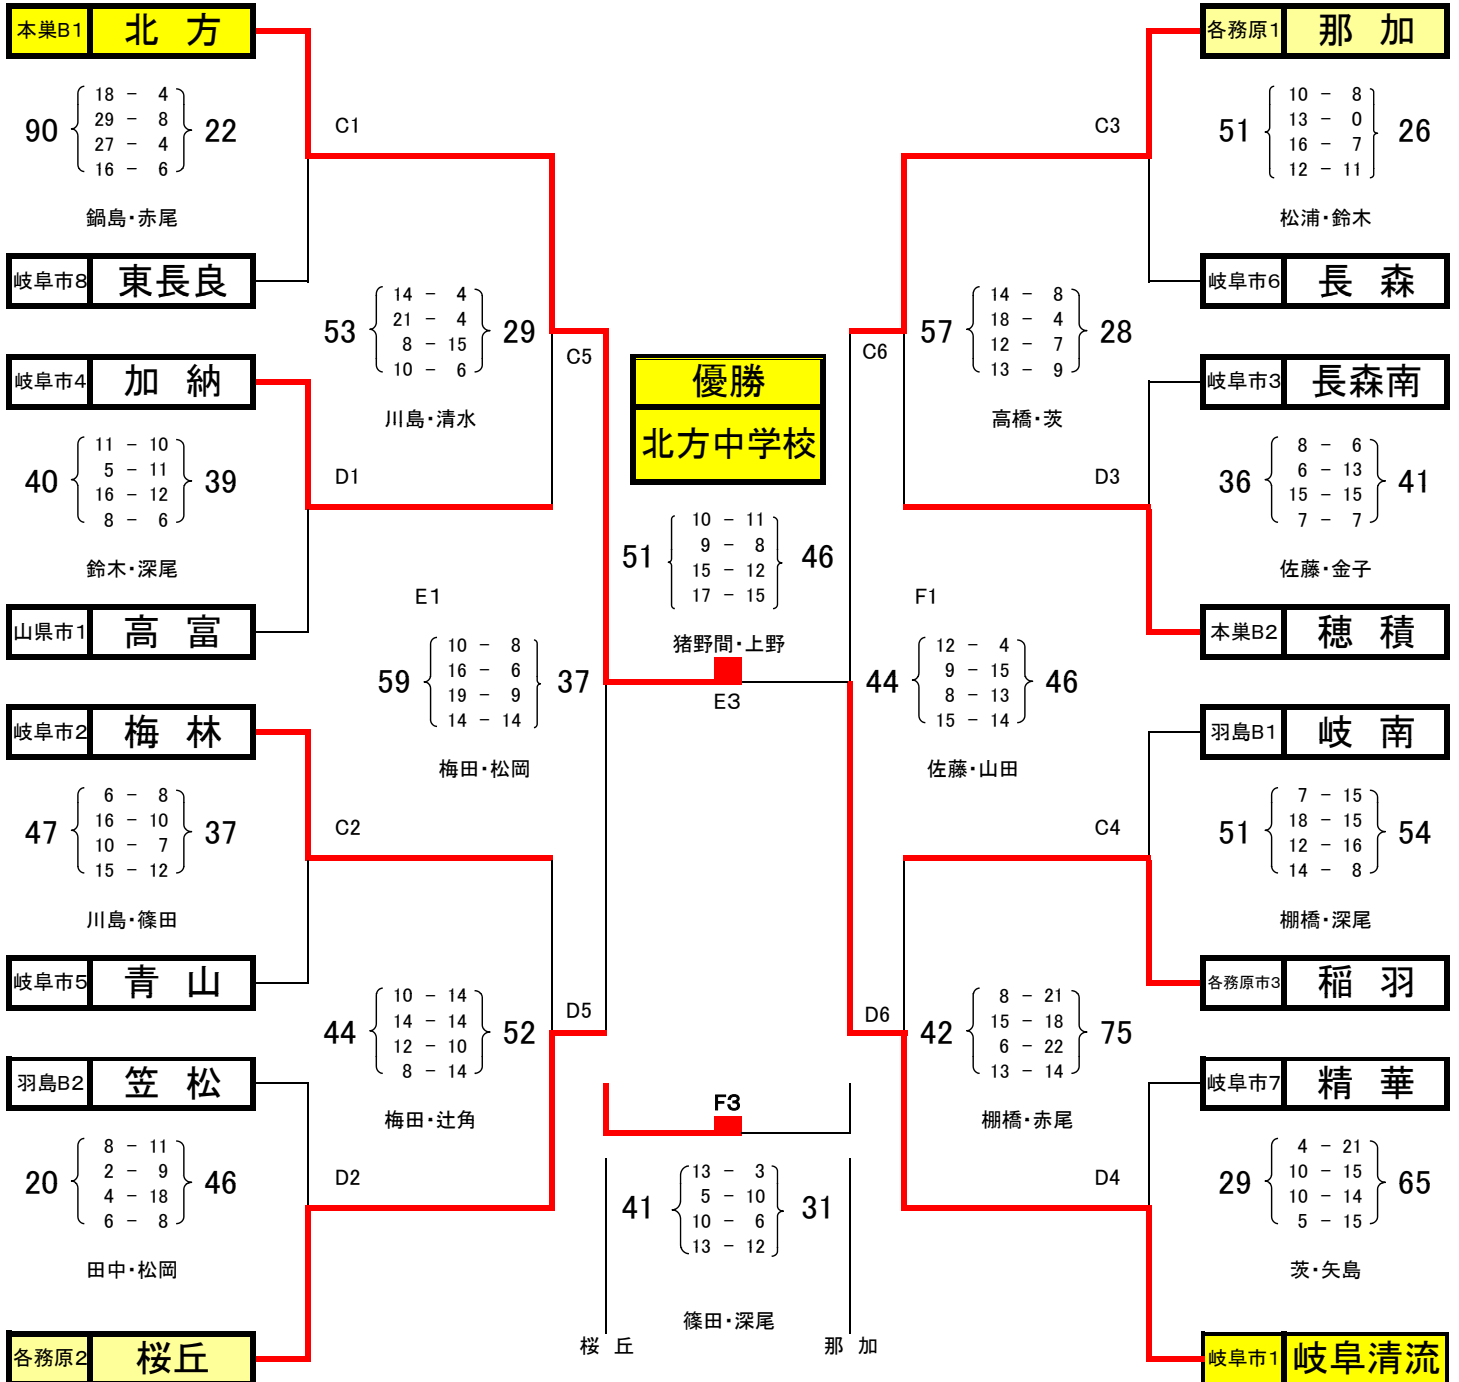 本巣B1 北 方
90 22
18 - 4
29 - 8
27 - 4
16 - 6
鍋島・赤尾
C1
岐阜市8 東長良
53 29
14 - 4
21 - 4
8 - 15
10 - 6
川島・清水
C5
岐阜市4 加 納
40 39
11 - 10
5 - 11
16 - 12
8 - 6
鈴木・深尾
D1
山県市1 高 富
E1
59 37
10 - 8
16 - 6
19 - 9
14 - 14
梅田・松岡
岐阜市2 梅 林
47 37
6 - 8
16 - 10
10 - 7
15 - 12
川島・篠田
C2
岐阜市5 青 山
44 52
10 - 14
14 - 14
12 - 10
8 - 14
梅田・辻角
D5
羽島B2 笠 松
20 46
8 - 11
2 - 9
4 - 18
6 - 8
田中・松岡
D2
各務原2 桜丘
優勝
北方中学校
51 46
10 - 11
9 - 8
15 - 12
17 - 15
猪野間・上野
E3
F3
41 31
13 - 3
5 - 10
10 - 6
13 - 12
篠田・深尾
桜 丘
那 加
各務原1 那 加
C3
51 26
10 - 8
13 - 0
16 - 7
12 - 11
松浦・鈴木
岐阜市6 長 森
C6
57 28
14 - 8
18 - 4
12 - 7
13 - 9
高橋・茨
岐阜市3 長森南
D3
36 41
8 - 6
6 - 13
15 - 15
7 - 7
佐藤・金子
本巣B2 穂 積
F1
44 46
12 - 4
9 - 15
8 - 13
15 - 14
佐藤・山田
羽島B1 岐 南
C4
51 54
7 - 15
18 - 15
12 - 16
14 - 8
棚橋・深尾
各務原市3 稲 羽
D6
42 75
8 - 21
15 - 18
6 - 22
13 - 14
棚橋・赤尾
岐阜市7 精 華
D4
29 65
4 - 21
10 - 15
10 - 14
5 - 15
茨・矢島
岐阜市1 岐阜清流